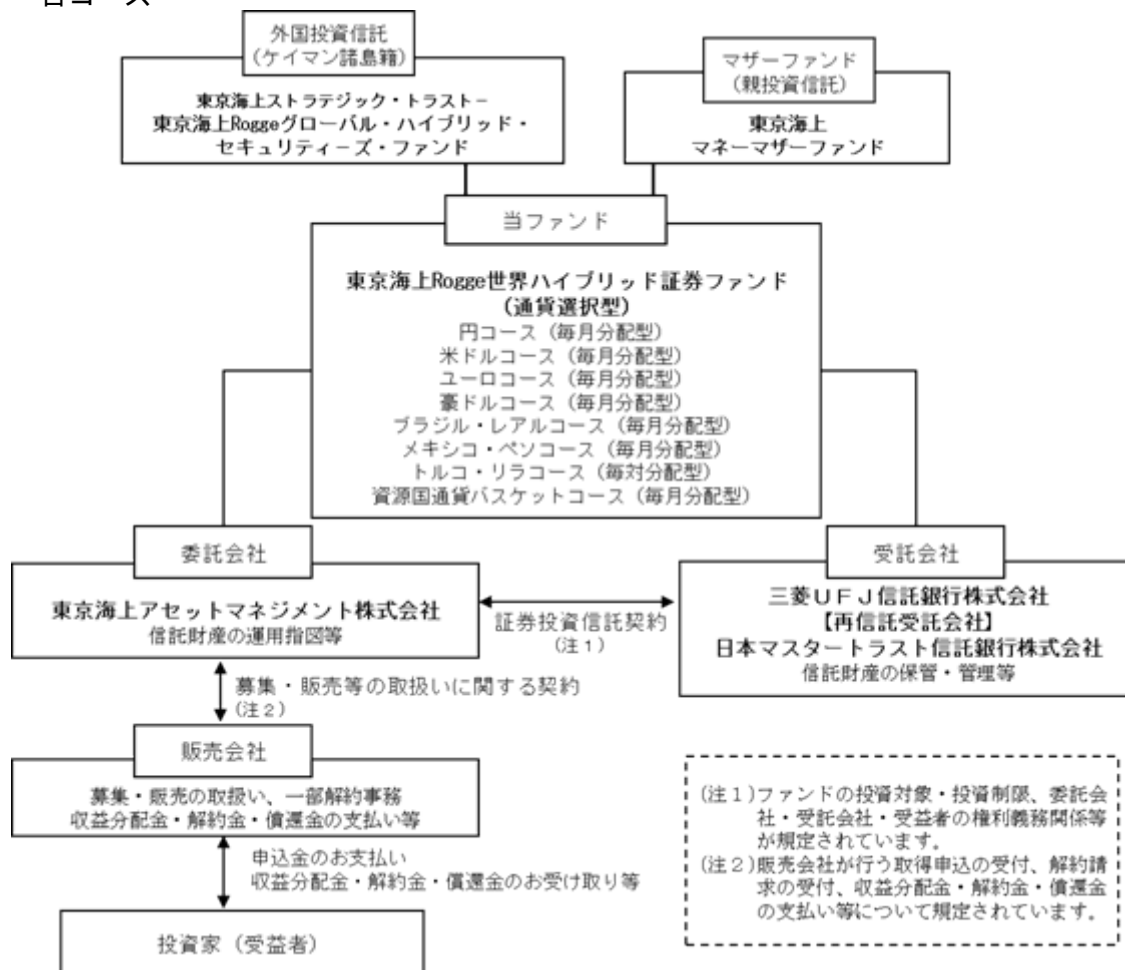 各コース
外国投資信託
(ケイマン諸島籍)
東京海上ストラテジック・トラスト－
東京海上Roggeグローバル・ハイブリッド・
セキュリティーズ・ファンド
マザーファンド
(親投資信託)
東京海上
マネーマザーファンド
当ファンド
東京海上Rogge世界ハイブリッド証券ファンド
(通貨選択型)
円コース (毎月分配型)
米ドルコース (毎月分配型)
ユーロコース (毎月分配型)
豪ドルコース (毎月分配型)
ブラジル・レアルコース (毎月分配型)
メキシコ・ペソコース (毎月分配型)
トルコ・リラコース (毎対分配型)
資源国通貨バスケットコース (毎月分配型)
委託会社
東京海上アセットマネジメント株式会社
信託財産の運用指図等
証券投資信託契約
(注１)
受託会社
三菱ＵＦＪ信託銀行株式会社
【再信託受託会社】
日本マスタートラスト信託銀行株式会社
信託財産の保管・管理等
募集・販売等の取扱いに関する契約
(注２)
販売会社
募集・販売の取扱い、一部解約事務
収益分配金・解約金・償還金の支払い等
申込金のお支払い
収益分配金・解約金・償還金のお受け取り等
投資家 (受益者)
(注１)ファンドの投資対象・投資制限、委託会
社・受託会社・受益者の権利義務関係等
が規定されています。
(注２)販売会社が行う取得申込の受付、解約請
求の受付、収益分配金・解約金・償還金
の支払い等について規定されています。